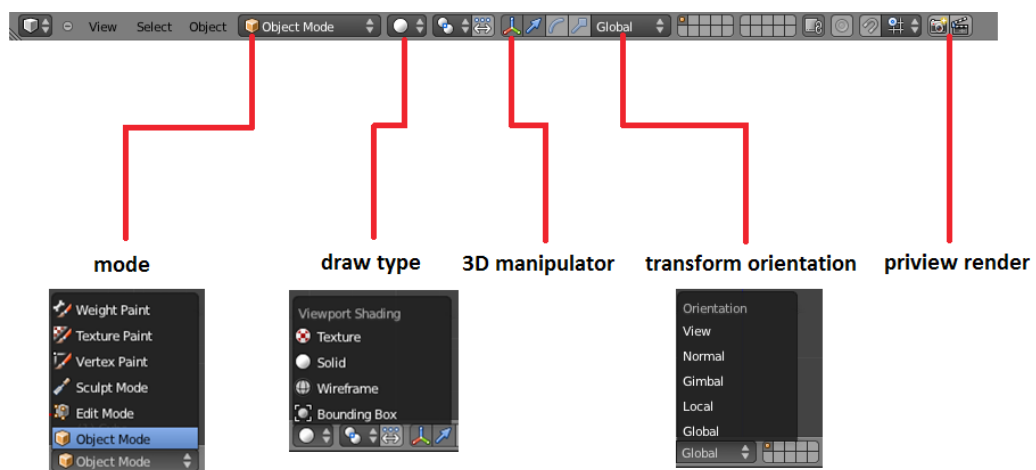 View Select Object Object Mode Global
mode draw type 3D manipulator transform orientation priview render
Weight Paint
Texture Paint
Vertex Paint
Sculpt Mode
Edit Mode
Object Mode
Object Mode
Viewport Shading
Texture
Solid
Wireframe
Bounding Box
Orientation
View
Normal
Gimbal
Local
Global
Global